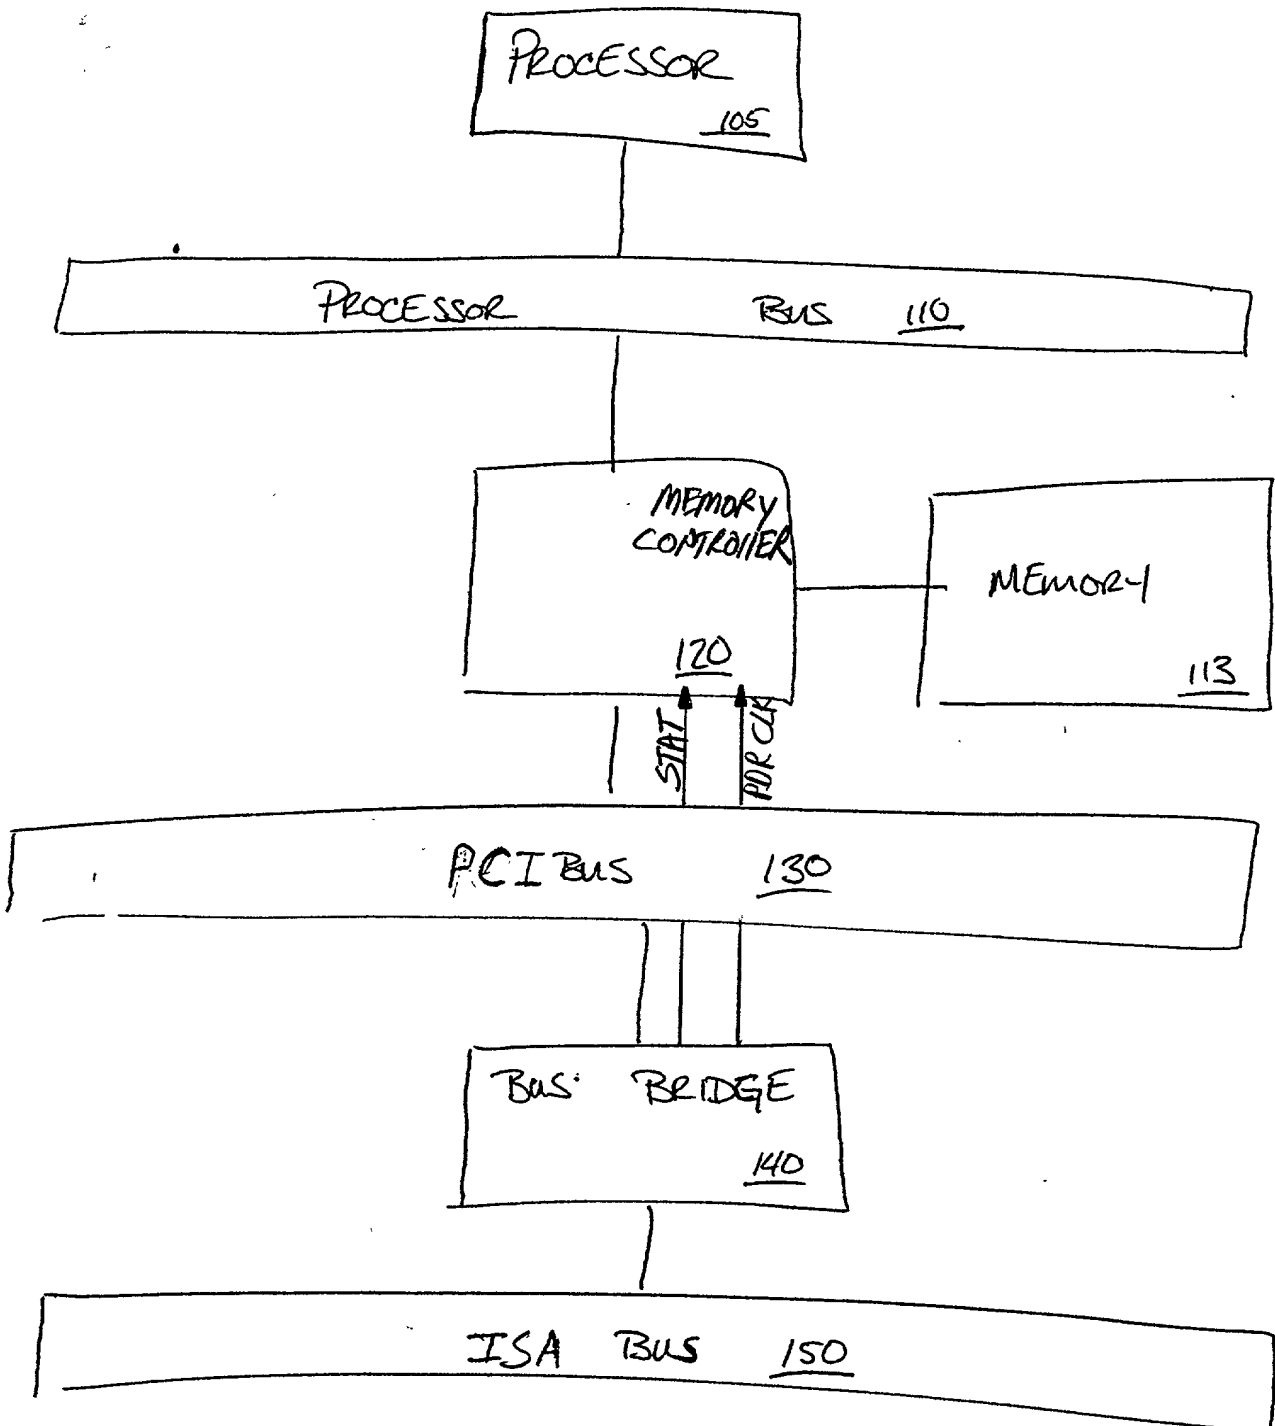 PROCESSOR
105
PROCESSOR BUS 110
MEMORY
CONTROLLER
120
MEMORY
113
STAT
PDR CLK
PCI BUS 130
BUS BRIDGE
140
ISA BUS 150